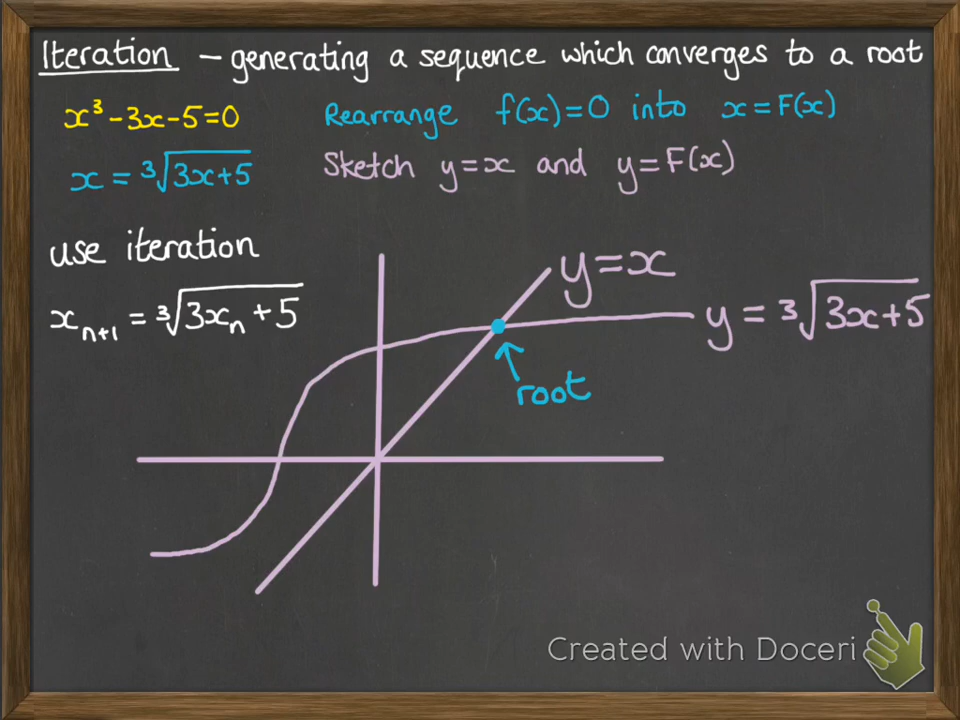 Iteration – generating a sequence which converges to a root
x³ - 3x - 5 = 0
Rearrange f(x) = 0 into x = F(x)
x = ³√(3x+5)
Sketch y = x and y = F(x)
use iteration
xₙ₊₁ = ³√(3xₙ + 5)
y = x
y = ³√(3x+5)
root
Created with Doceri